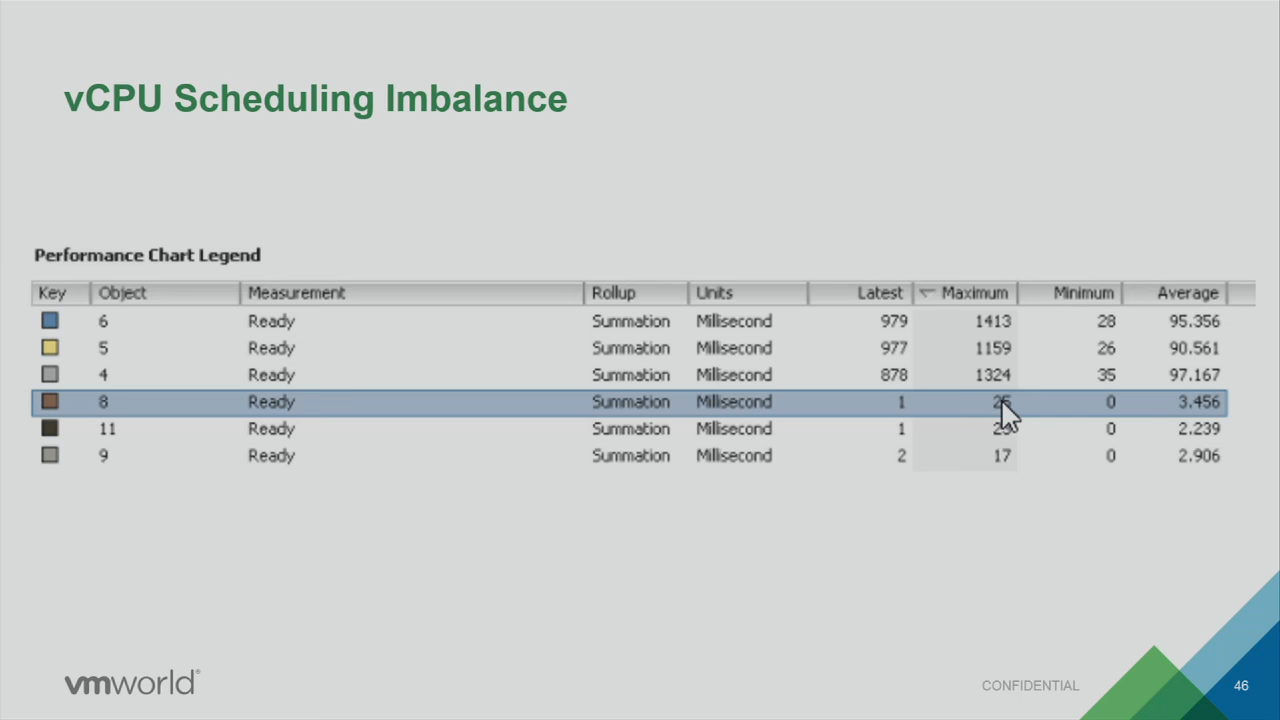 vCPU Scheduling Imbalance
Performance Chart Legend
Key Object Measurement Rollup Units Latest Maximum Minimum Average
6 Ready Summation Millisecond 979 1413 28 95.356
5 Ready Summation Millisecond 977 1159 26 90.561
4 Ready Summation Millisecond 878 1324 35 97.167
8 Ready Summation Millisecond 1 25 0 3.456
11 Ready Summation Millisecond 1 0 2.239
9 Ready Summation Millisecond 2 17 0 2.906
vmworld®
CONFIDENTIAL 46